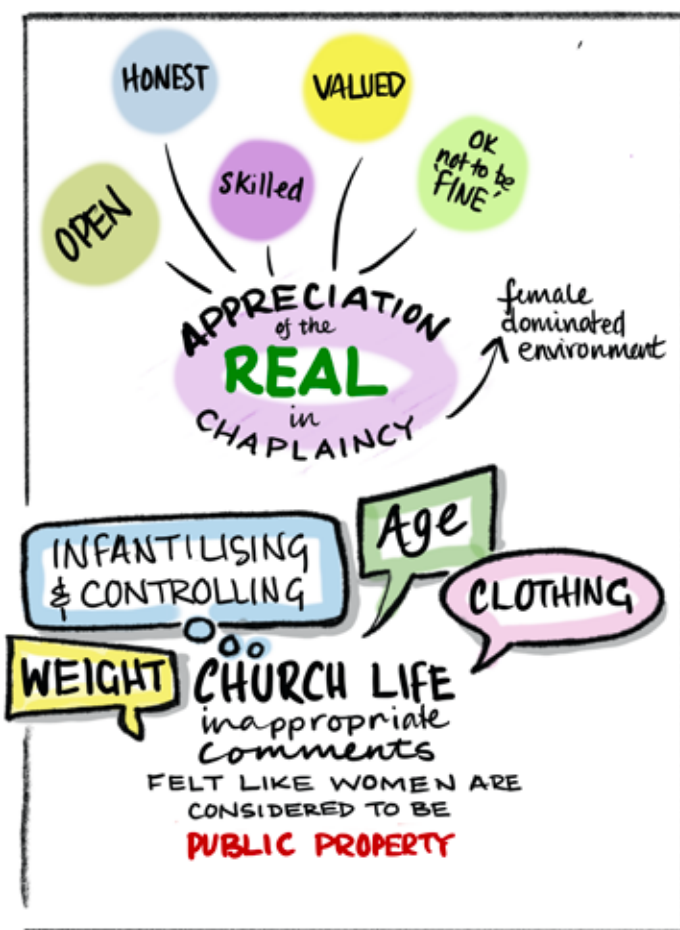 HONEST
VALUED
OK
not to be
'FINE'
Skilled
OPEN
APPRECIATION
of the
REAL
in
CHAPLAINCY
female
dominated
environment
Age
INFANTILISING
& CONTROLLING
CLOTHING
WEIGHT
CHURCH LIFE
inappropriate
comments
FELT LIKE WOMEN ARE
CONSIDERED TO BE
PUBLIC PROPERTY